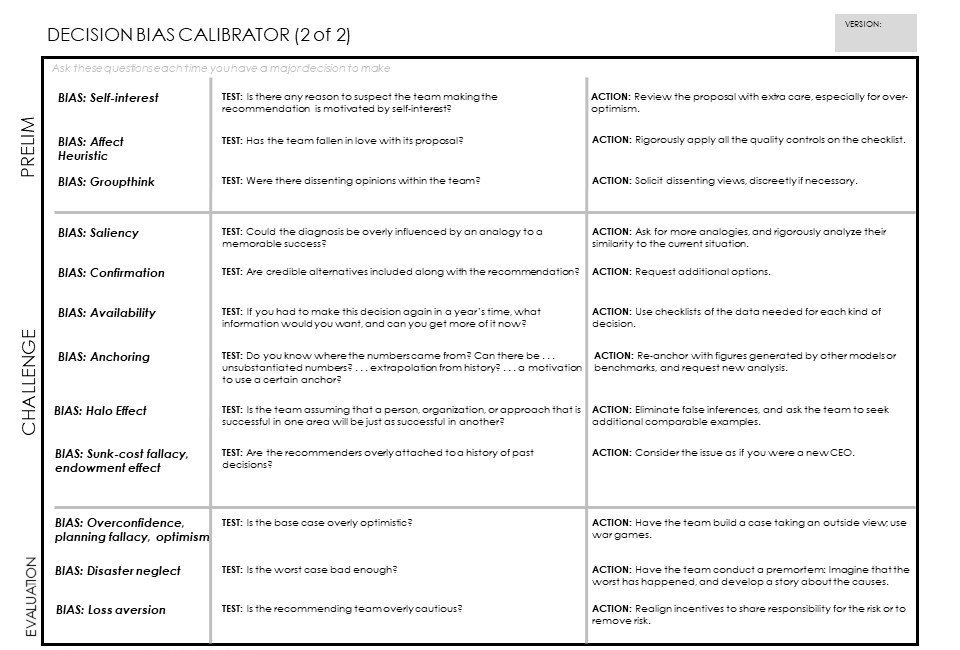 DECISION BIAS CALIBRATOR (2 of 2)
VERSION:
Ask these questions each time you have a major decision to make
PRELIM
BIAS: Self-interest
TEST: Is there any reason to suspect the team making the
recommendation is motivated by self-interest?
ACTION: Review the proposal with extra care, especially for over-
optimism.
BIAS: Affect
Heuristic
TEST: Has the team fallen in love with its proposal?
ACTION: Rigorously apply all the quality controls on the checklist.
BIAS: Groupthink
TEST: Were there dissenting opinions within the team?
ACTION: Solicit dissenting views, discreetly if necessary.
CHALLENGE
BIAS: Saliency
TEST: Could the diagnosis be overly influenced by an analogy to a
memorable success?
ACTION: Ask for more analogies, and rigorously analyze their
similarity to the current situation.
BIAS: Confirmation
TEST: Are credible alternatives included along with the recommendation?
ACTION: Request additional options.
BIAS: Availability
TEST: If you had to make this decision again in a year's time, what
information would you want, and can you get more of it now?
ACTION: Use checklists of the data needed for each kind of
decision.
BIAS: Anchoring
TEST: Do you know where the numbers came from? Can there be . . .
unsubstantiated numbers? . . . extrapolation from history? . . . a motivation
to use a certain anchor?
ACTION: Re-anchor with figures generated by other models or
benchmarks, and request new analysis.
BIAS: Halo Effect
TEST: Is the team assuming that a person, organization, or approach that is
successful in one area will be just as successful in another?
ACTION: Eliminate false inferences, and ask the team to seek
additional comparable examples.
BIAS: Sunk-cost fallacy,
endowment effect
TEST: Are the recommenders overly attached to a history of past
decisions?
ACTION: Consider the issue as if you were a new CEO.
EVALUATION
BIAS: Overconfidence,
planning fallacy, optimism
TEST: Is the base case overly optimistic?
ACTION: Have the team build a case taking an outside view; use
war games.
BIAS: Disaster neglect
TEST: Is the worst case bad enough?
ACTION: Have the team conduct a premortem: Imagine that the
worst has happened, and develop a story about the causes.
BIAS: Loss aversion
TEST: Is the recommending team overly cautious?
ACTION: Realign incentives to share responsibility for the risk or to
remove risk.